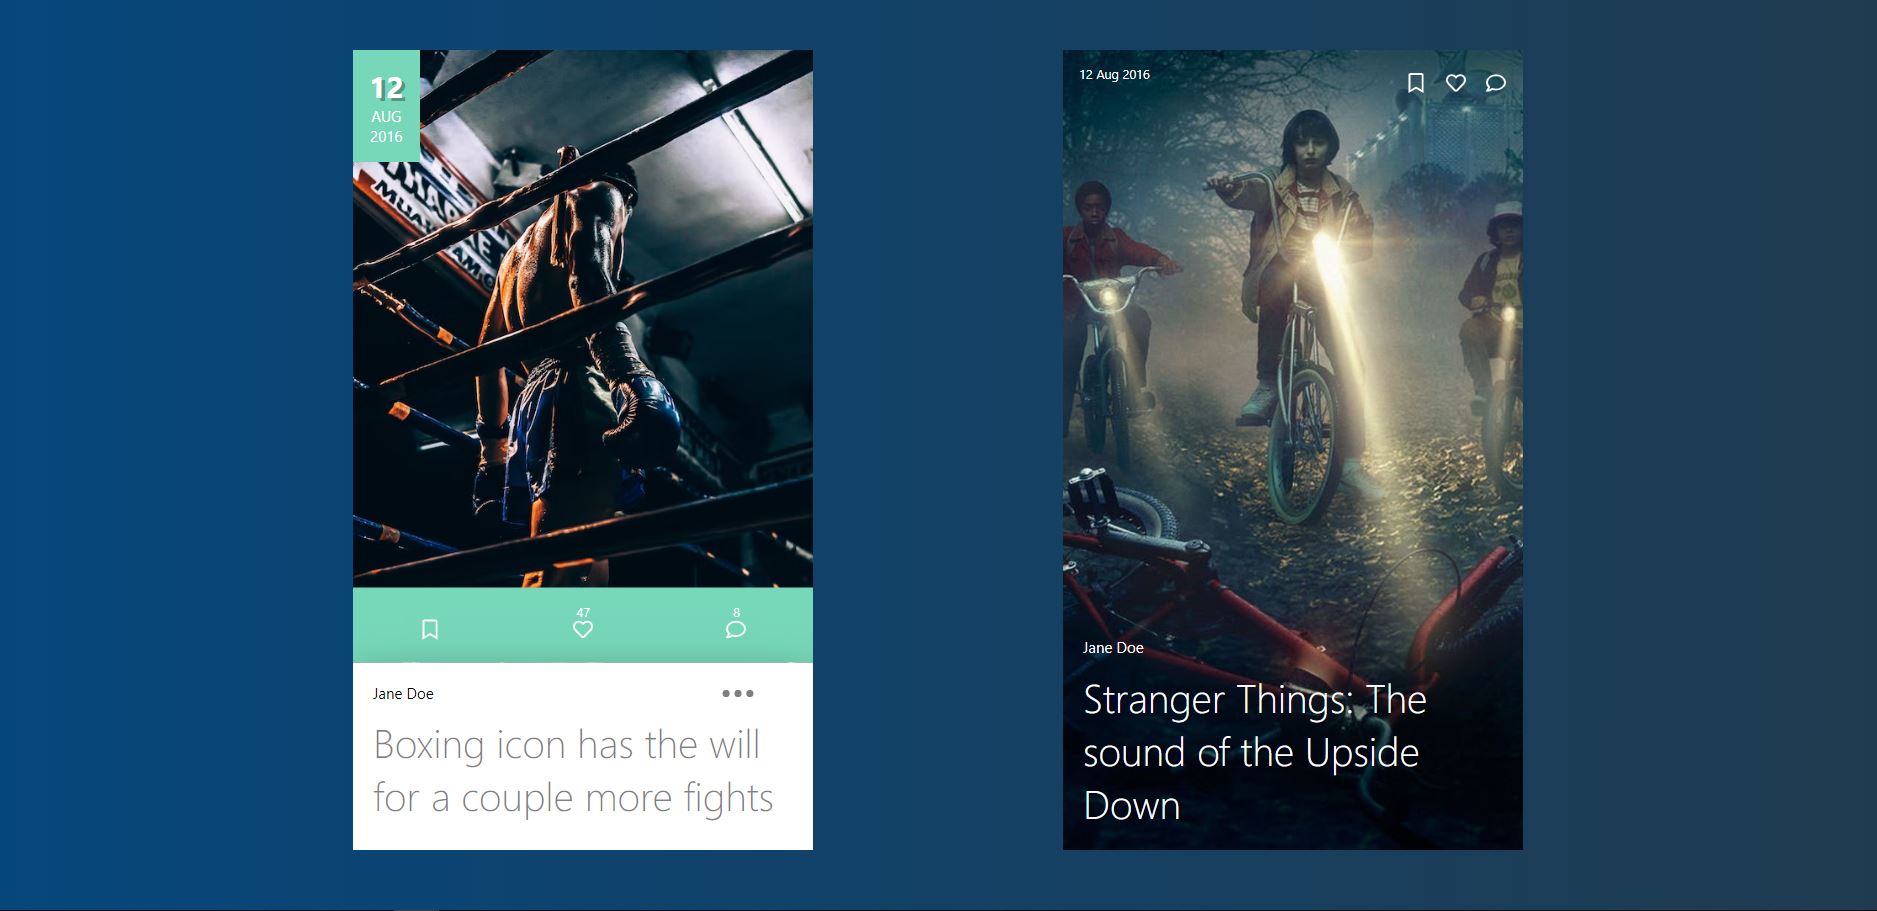 12
AUG
2016
47
8
Jane Doe
Boxing icon has the will
for a couple more fights
12 Aug 2016
Jane Doe
Stranger Things: The
sound of the Upside
Down